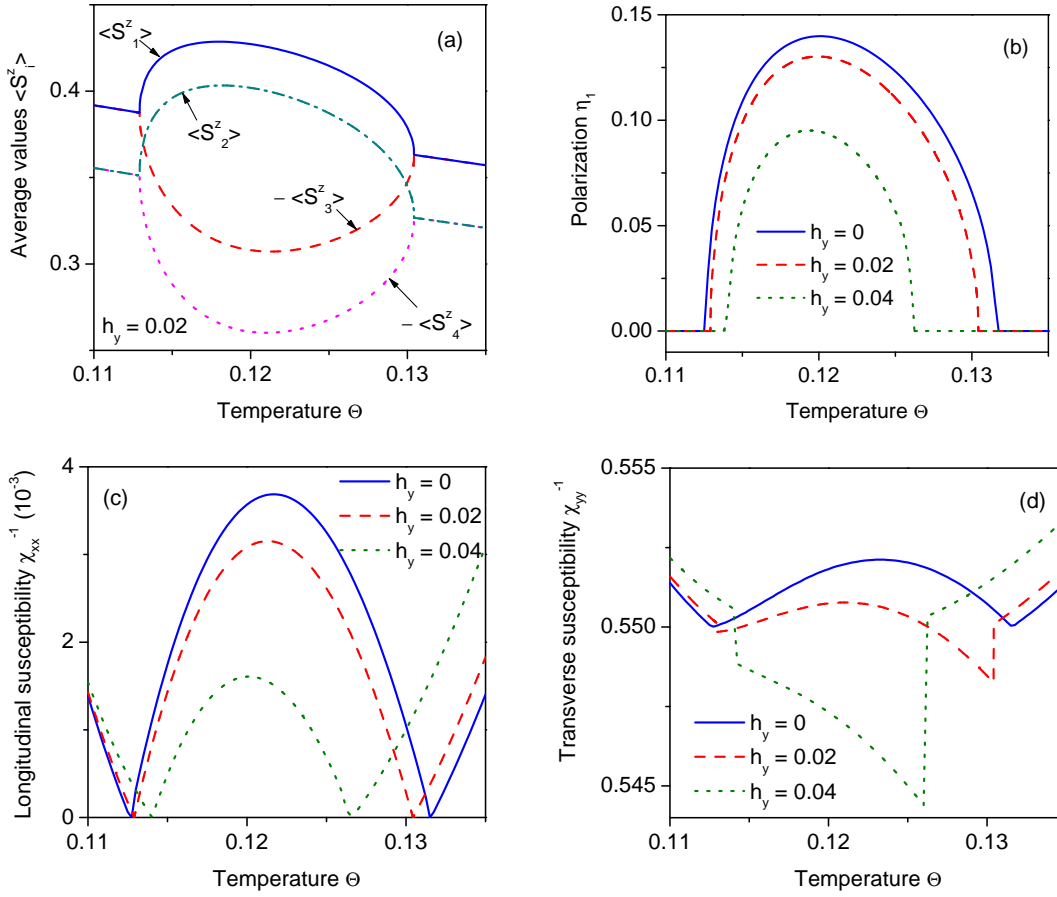 (a)
<S^z_1>
<S^z_2>
– <S^z_3>
– <S^z_4>
h_y = 0.02
0.4
0.3
Average values <S^z_i>
0.11
0.12
0.13
Temperature Θ
(b)
0.15
0.10
0.05
0.00
Polarization η_1
h_y = 0
h_y = 0.02
h_y = 0.04
0.11
0.12
0.13
Temperature Θ
(c)
4
2
0
Longitudinal susceptibility χ_xx^-1 (10^-3)
h_y = 0
h_y = 0.02
h_y = 0.04
0.11
0.12
0.13
Temperature Θ
(d)
0.555
0.550
0.545
Transverse susceptibility χ_yy^-1
h_y = 0
h_y = 0.02
h_y = 0.04
0.11
0.12
0.13
Temperature Θ